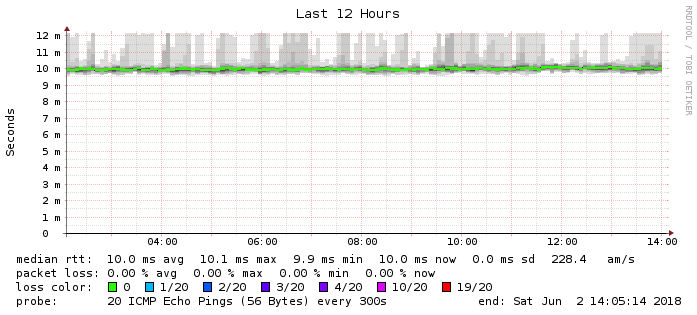 Last 12 Hours
RRDTOOL / TOBI OETIKER
Seconds
12 m
11 m
10 m
9 m
8 m
7 m
6 m
5 m
4 m
3 m
2 m
1 m
0
04:00 06:00 08:00 10:00 12:00 14:00
median rtt: 10.0 ms avg 10.1 ms max 9.9 ms min 10.0 ms now 0.0 ms sd 228.4 am/s
packet loss: 0.00 % avg 0.00 % max 0.00 % min 0.00 % now
loss color: 0 1/20 2/20 3/20 4/20 10/20 19/20
probe: 20 ICMP Echo Pings (56 Bytes) every 300s end: Sat Jun 2 14:05:14 2018